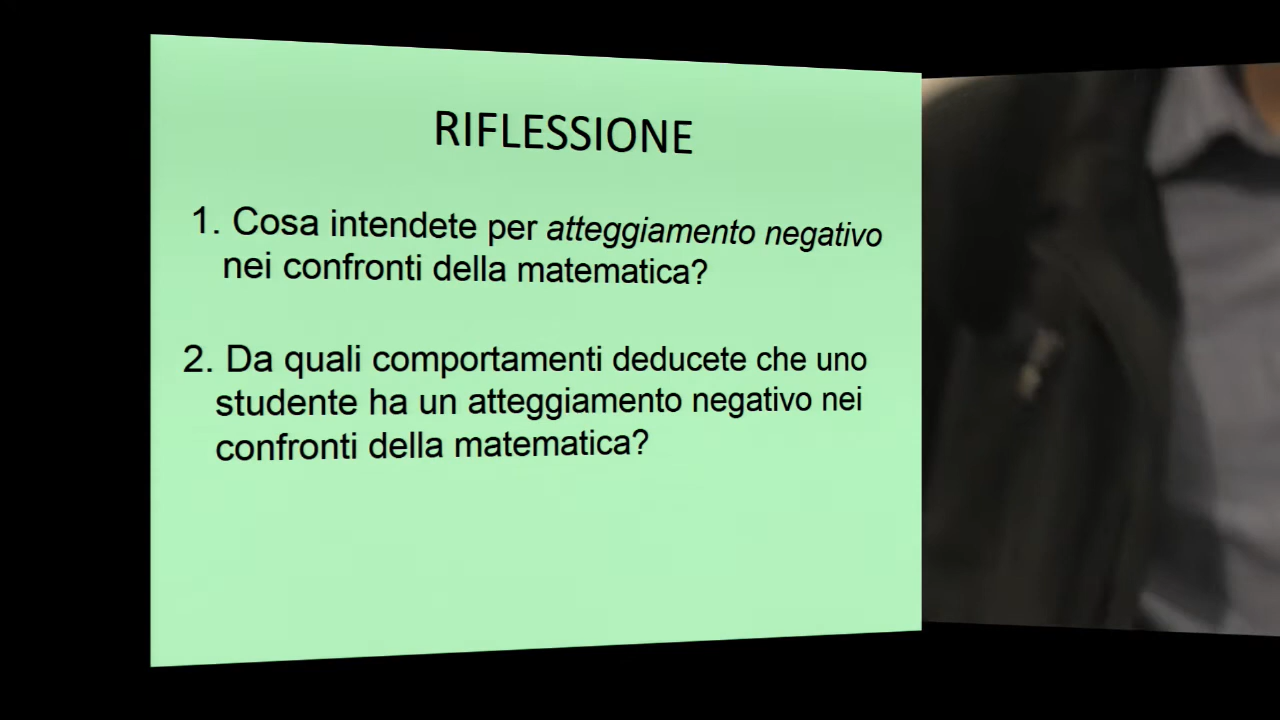 RIFLESSIONE
1. Cosa intendete per atteggiamento negativo
nei confronti della matematica?
2. Da quali comportamenti deducete che uno
studente ha un atteggiamento negativo nei
confronti della matematica?